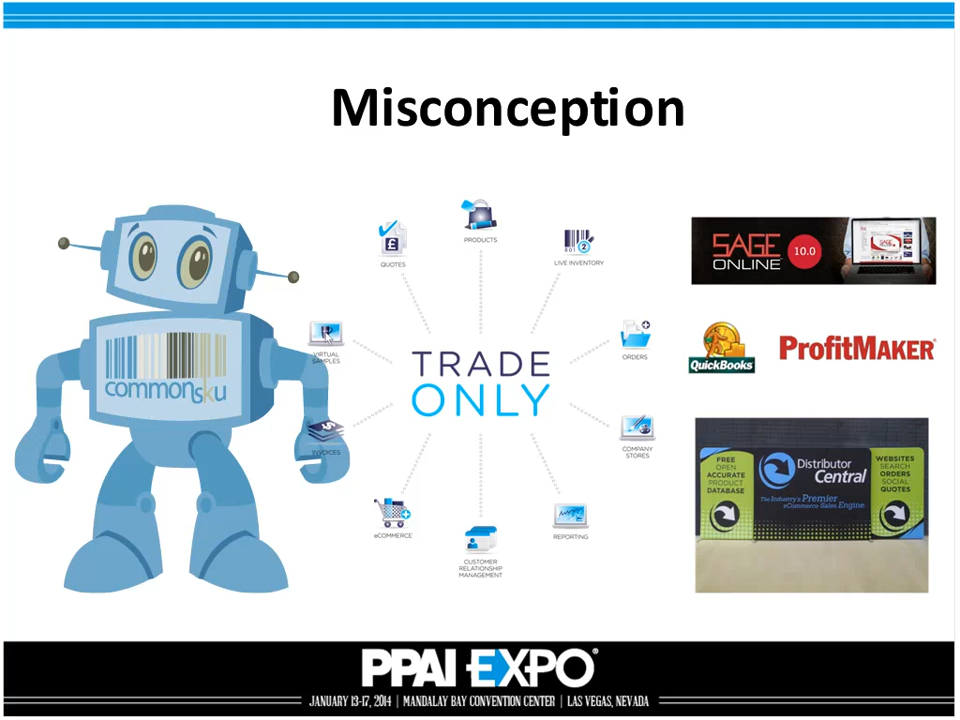 Misconception
commonsku
QUOTES
PRODUCTS
LIVE INVENTORY
VIRTUAL
SAMPLES
ORDERS
TRADE
ONLY
INVOICES
COMPANY
STORES
eCOMMERCE
CUSTOMER
RELATIONSHIP
MANAGEMENT
REPORTING
SAGE
ONLINE
10.0
QuickBooks
ProfitMaker®
FREE
OPEN
ACCURATE
PRODUCT
DATABASE
Distributor
Central
The Industry's Premier
eCommerce Sales Engine
WEBSITES
SEARCH
ORDERS
SOCIAL
QUOTES
PPAI EXPO®
JANUARY 13-17, 2014 | MANDALAY BAY CONVENTION CENTER | LAS VEGAS, NEVADA